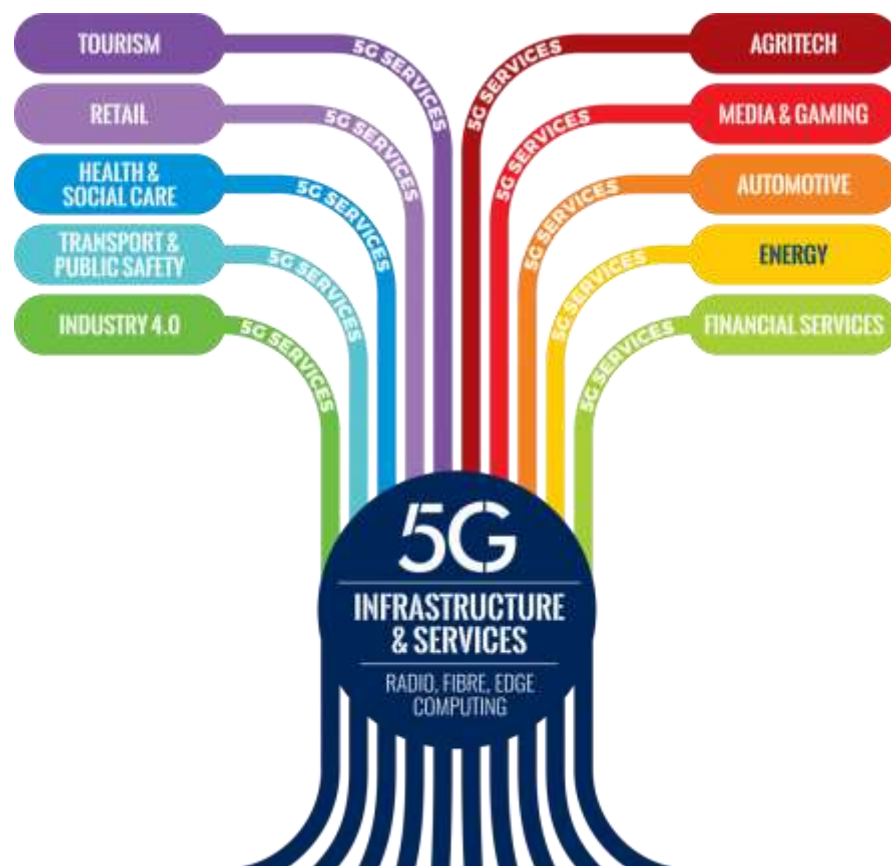 TOURISM
5G SERVICES
RETAIL
5G SERVICES
HEALTH &
SOCIAL CARE
5G SERVICES
TRANSPORT &
PUBLIC SAFETY
5G SERVICES
INDUSTRY 4.0
5G SERVICES
AGRITECH
5G SERVICES
MEDIA & GAMING
5G SERVICES
AUTOMOTIVE
5G SERVICES
ENERGY
5G SERVICES
FINANCIAL SERVICES
5G SERVICES
5G
INFRASTRUCTURE
& SERVICES
RADIO, FIBRE, EDGE
COMPUTING